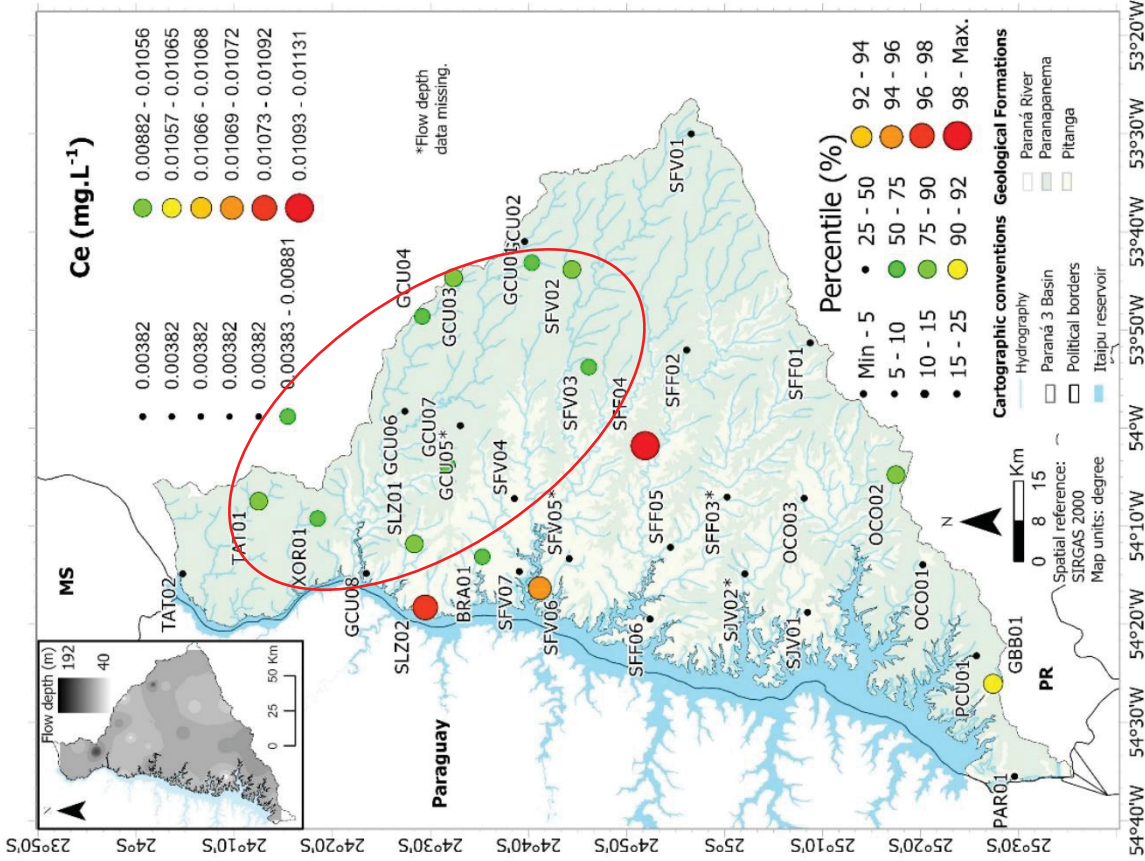 Ce (mg.L-1)
0.00382
0.00382
0.00382
0.00382
0.00382
0.00383 - 0.00881
0.00882 - 0.01056
0.01057 - 0.01065
0.01066 - 0.01068
0.01069 - 0.01072
0.01073 - 0.01092
0.01093 - 0.01131
*Flow depth
data missing.
MS
Paraguay
PR
Flow depth (m)
192
40
0 25 50 Km
N
TAT02
TAT01
XOR01
GCU08
SLZ02
SLZ01
GCU06
GCU07
GCU05*
GCU04
GCU03
GCU02
GCU01
BRA01
SFV04
SFV07
SFV06
SFV05*
SFV03
SFV02
SFV01
SFF04
SFF02
SFF05
SFF06
SFF03*
SFF01
SJV02*
SJV01
OCO03
OCO02
OCO01
PCU01
GBB01
PAR01
Percentile (%)
Min - 5
5 - 10
10 - 15
15 - 25
25 - 50
50 - 75
75 - 90
90 - 92
92 - 94
94 - 96
96 - 98
98 - Max.
Cartographic conventions
Hydrography
Paraná 3 Basin
Political borders
Itaipu reservoir
Geological Formations
Paraná River
Paranapanema
Pitanga
N
0 8 15 Km
Spatial reference:
SIRGAS 2000
Map units: degree
54°40'W
54°30'W
54°20'W
54°10'W
54°W
53°50'W
53°40'W
53°30'W
53°20'W
23°50'S
24°S
24°10'S
24°20'S
24°30'S
24°40'S
24°50'S
25°S
25°10'S
25°20'S
25°30'S